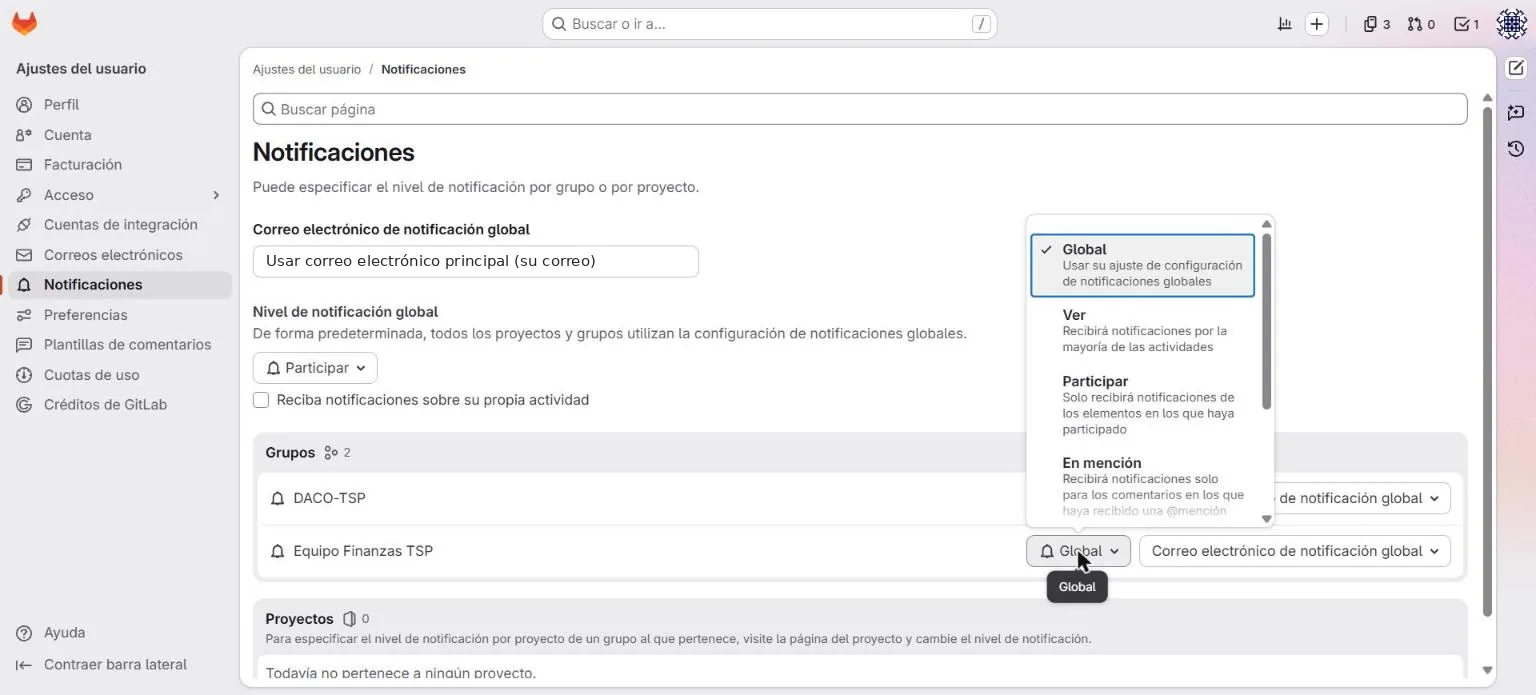 Buscar o ir a...
/
3
0
1
Ajustes del usuario
Perfil
Cuenta
Facturación
Acceso
Cuentas de integración
Correos electrónicos
Notificaciones
Preferencias
Plantillas de comentarios
Cuotas de uso
Créditos de GitLab
Ayuda
Contraer barra lateral
Ajustes del usuario / Notificaciones
Buscar página
Notificaciones
Puede especificar el nivel de notificación por grupo o por proyecto.
Correo electrónico de notificación global
Usar correo electrónico principal (su correo)
Nivel de notificación global
De forma predeterminada, todos los proyectos y grupos utilizan la configuración de notificaciones globales.
Participar
Reciba notificaciones sobre su propia actividad
Grupos 2
DACO-TSP
de notificación global
Equipo Finanzas TSP
Global
Correo electrónico de notificación global
Global
Global
Usar su ajuste de configuración
de notificaciones globales
Ver
Recibirá notificaciones por la
mayoría de las actividades
Participar
Solo recibirá notificaciones de
los elementos en los que haya
participado
En mención
Recibirá notificaciones solo
para los comentarios en los que
haya recibido una @mención
Proyectos 0
Para especificar el nivel de notificación por proyecto de un grupo al que pertenece, visite la página del proyecto y cambie el nivel de notificación.
Todavía no pertenece a ningún proyecto.